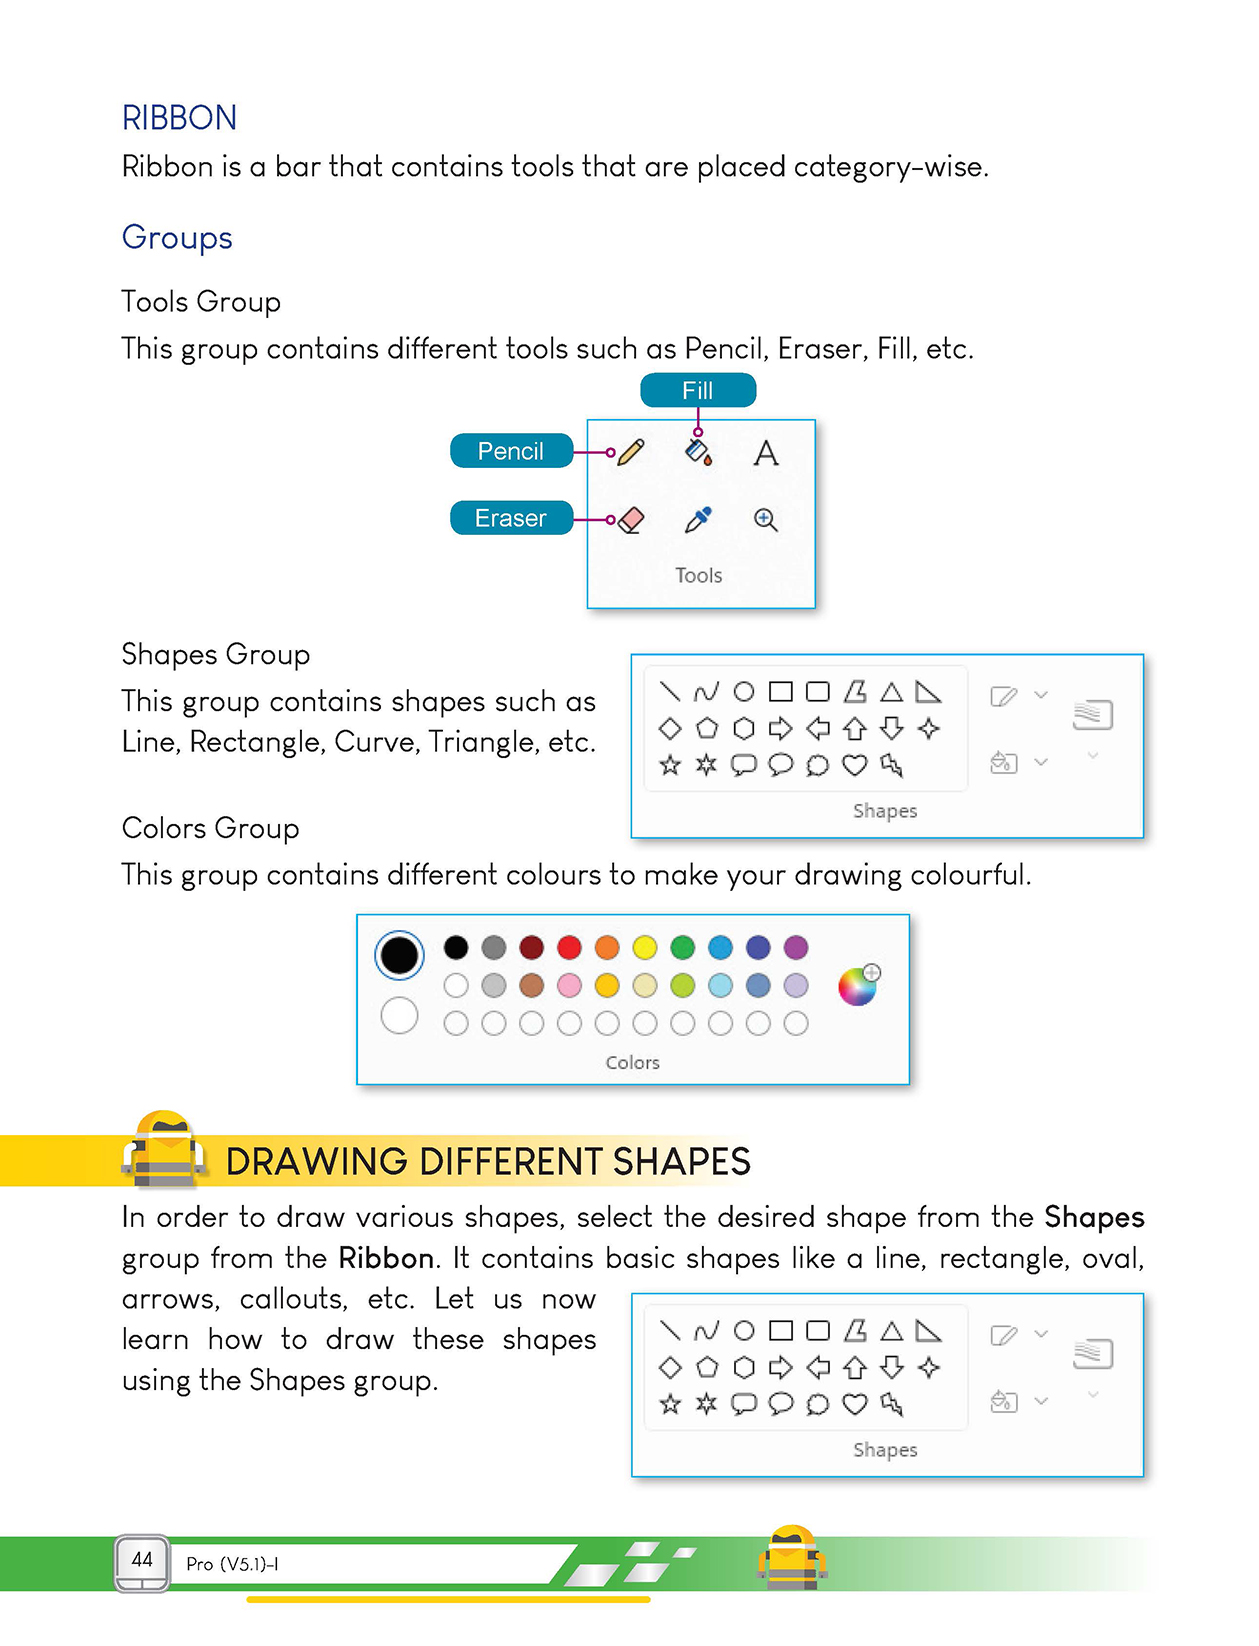 RIBBON
Ribbon is a bar that contains tools that are placed category-wise.
Groups
Tools Group
This group contains different tools such as Pencil, Eraser, Fill, etc.
Fill
Pencil
A
Eraser
Tools
Shapes Group
This group contains shapes such as
Line, Rectangle, Curve, Triangle, etc.
Shapes
Colors Group
This group contains different colours to make your drawing colourful.
Colors
DRAWING DIFFERENT SHAPES
In order to draw various shapes, select the desired shape from the Shapes
group from the Ribbon. It contains basic shapes like a line, rectangle, oval,
arrows, callouts, etc. Let us now
learn how to draw these shapes
using the Shapes group.
Shapes
44
Pro (V5.1)-I